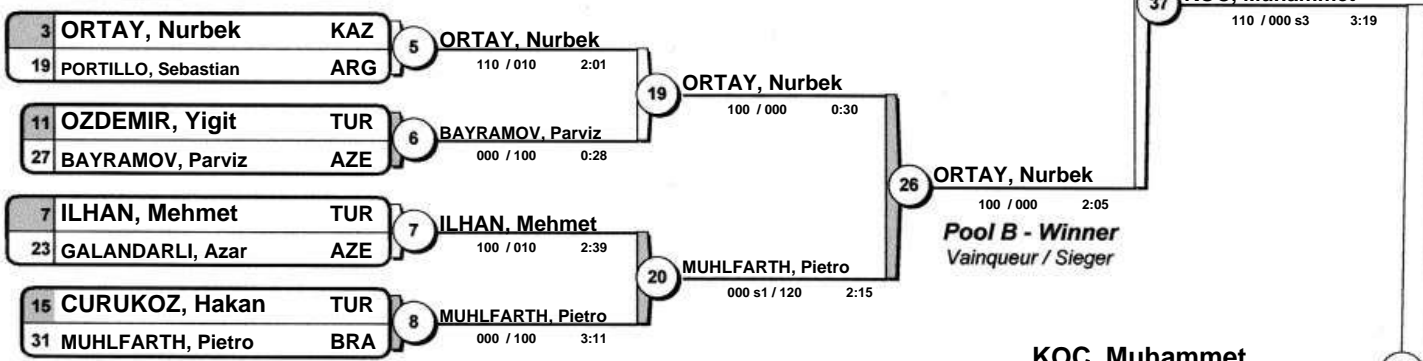 37
110 / 000 s3 3:19
3 ORTAY, Nurbek KAZ
19 PORTILLO, Sebastian ARG
5 ORTAY, Nurbek
110 / 010 2:01
11 OZDEMIR, Yigit TUR
27 BAYRAMOV, Parviz AZE
6 BAYRAMOV, Parviz
000 / 100 0:28
19 ORTAY, Nurbek
100 / 000 0:30
7 ILHAN, Mehmet TUR
23 GALANDARLI, Azar AZE
7 ILHAN, Mehmet
100 / 010 2:39
15 CURUKOZ, Hakan TUR
31 MUHLFARTH, Pietro BRA
8 MUHLFARTH, Pietro
000 / 100 3:11
20 MUHLFARTH, Pietro
000 s1 / 120 2:15
26 ORTAY, Nurbek
100 / 000 2:05
Pool B - Winner
Vainqueur / Sieger
KOC, Muhammet